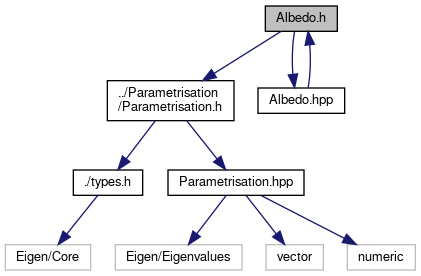 Albedo.h
../Parametrisation
/Parametrisation.h
Albedo.hpp
./types.h
Parametrisation.hpp
Eigen/Core
Eigen/Eigenvalues
vector
numeric